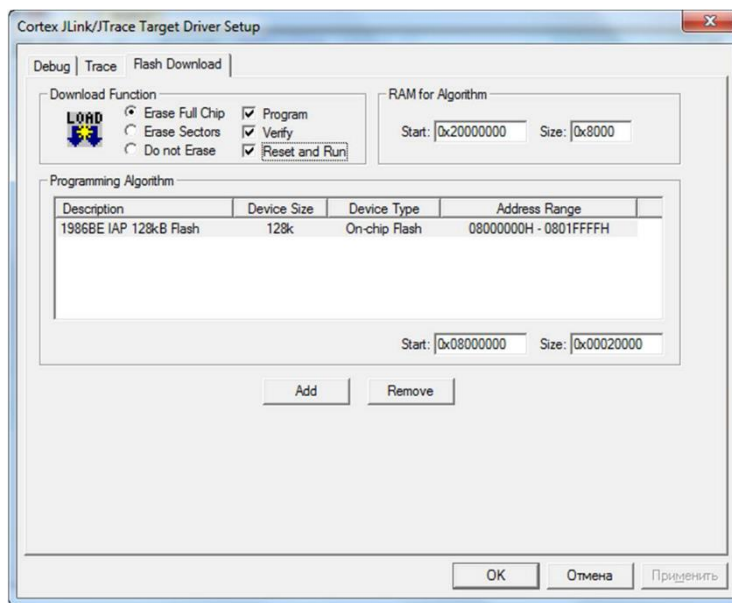 Cortex JLink/JTrace Target Driver Setup
Debug Trace Flash Download
Download Function
LOAD
Erase Full Chip
Erase Sectors
Do not Erase
Program
Verify
Reset and Run
RAM for Algorithm
Start: 0x20000000 Size: 0x8000
Programming Algorithm
Description Device Size Device Type Address Range
1986BE IAP 128kB Flash 128k On-chip Flash 08000000H - 0801FFFFH
Start: 0x08000000 Size: 0x00020000
Add Remove
OK Отмена Применить